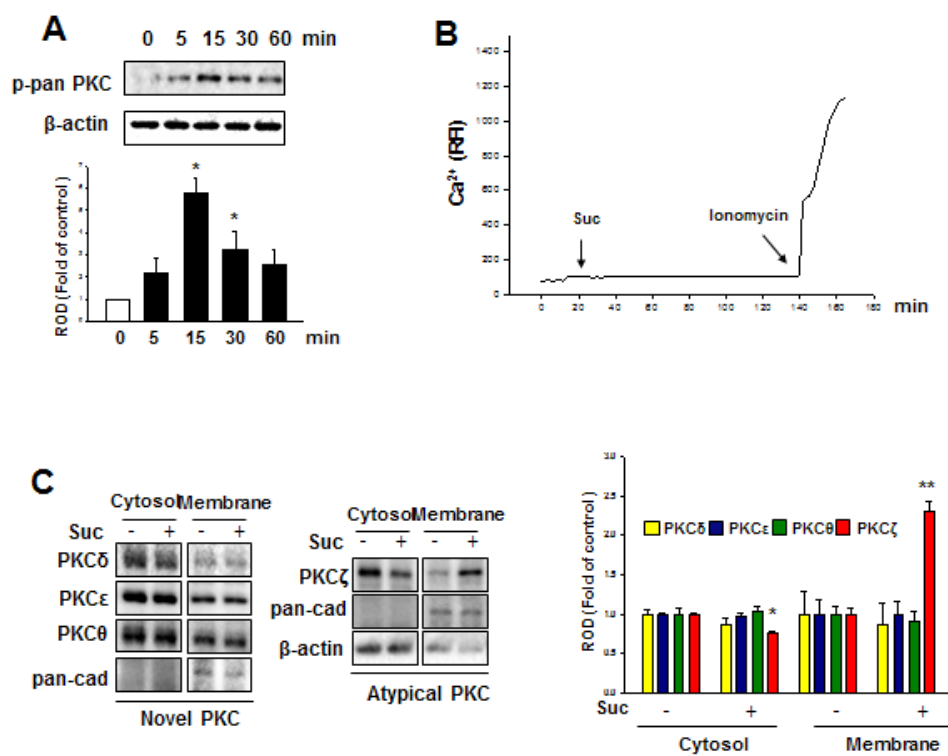 A
0 5 15 30 60 min
p-pan PKC
β-actin
ROD (Fold of control)
1
*
*
0 5 15 30 60 min
B
Ca²⁺ (RFI)
1400
1200
1000
800
600
400
200
0
Suc
Ionomycin
0 20 40 60 80 100 120 140 160 180 min
C
Cytosol Membrane
Suc - + - +
PKCδ
PKCε
PKCθ
pan-cad
Novel PKC
Cytosol Membrane
Suc - + - +
PKCζ
pan-cad
β-actin
Atypical PKC
ROD (Fold of control)
3.0
2.5
2.0
1.5
1.0
0.5
0.0
PKCδ PKCε PKCθ PKCζ
*
**
Suc - + - +
Cytosol Membrane